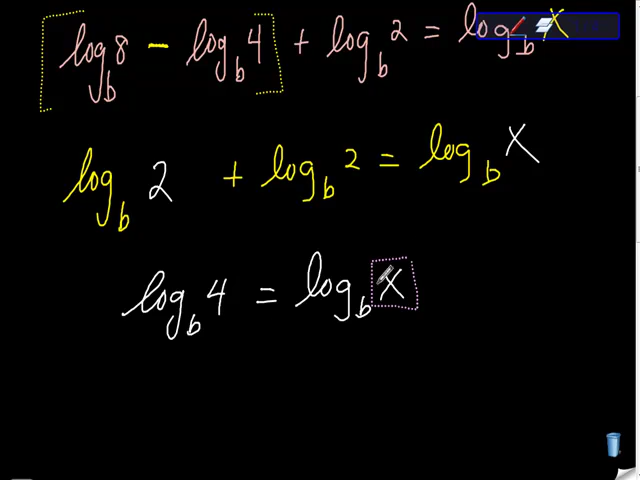 log_b 8 - log_b 4 + log_b 2 = log_b x
log_b 2 + log_b 2 = log_b x
log_b 4 = log_b x